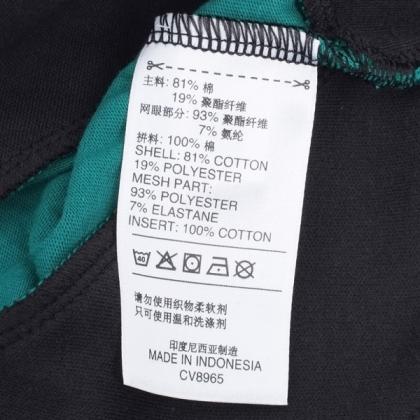 主料: 81% 棉
19% 聚酯纤维
网眼部分: 93% 聚酯纤维
7% 氨纶
拼料: 100% 棉
SHELL: 81% COTTON
19% POLYESTER
MESH PART:
93% POLYESTER
7% ELASTANE
INSERT: 100% COTTON
40
请勿使用织物柔软剂
只可使用温和洗涤剂
印度尼西亚制造
MADE IN INDONESIA
CV8965